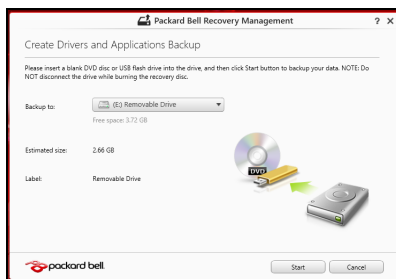 Packard Bell Recovery Management
? X
Create Drivers and Applications Backup
Please insert a blank DVD disc or USB flash drive into the drive, and then click Start button to backup your data. NOTE: Do
NOT disconnect the drive while burning the recovery disc.
Backup to: (E:) Removable Drive
Free space: 3.72 GB
Estimated size: 2.66 GB
DVD
Label: Removable Drive
packard bell.
Start Cancel